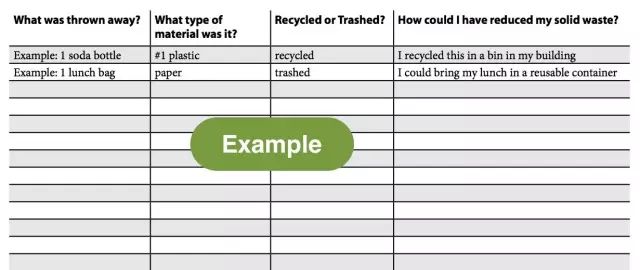 What was thrown away? What type of material was it? Recycled or Trashed? How could I have reduced my solid waste?
Example: 1 soda bottle #1 plastic recycled I recycled this in a bin in my building
Example: 1 lunch bag paper trashed I could bring my lunch in a reusable container
Example